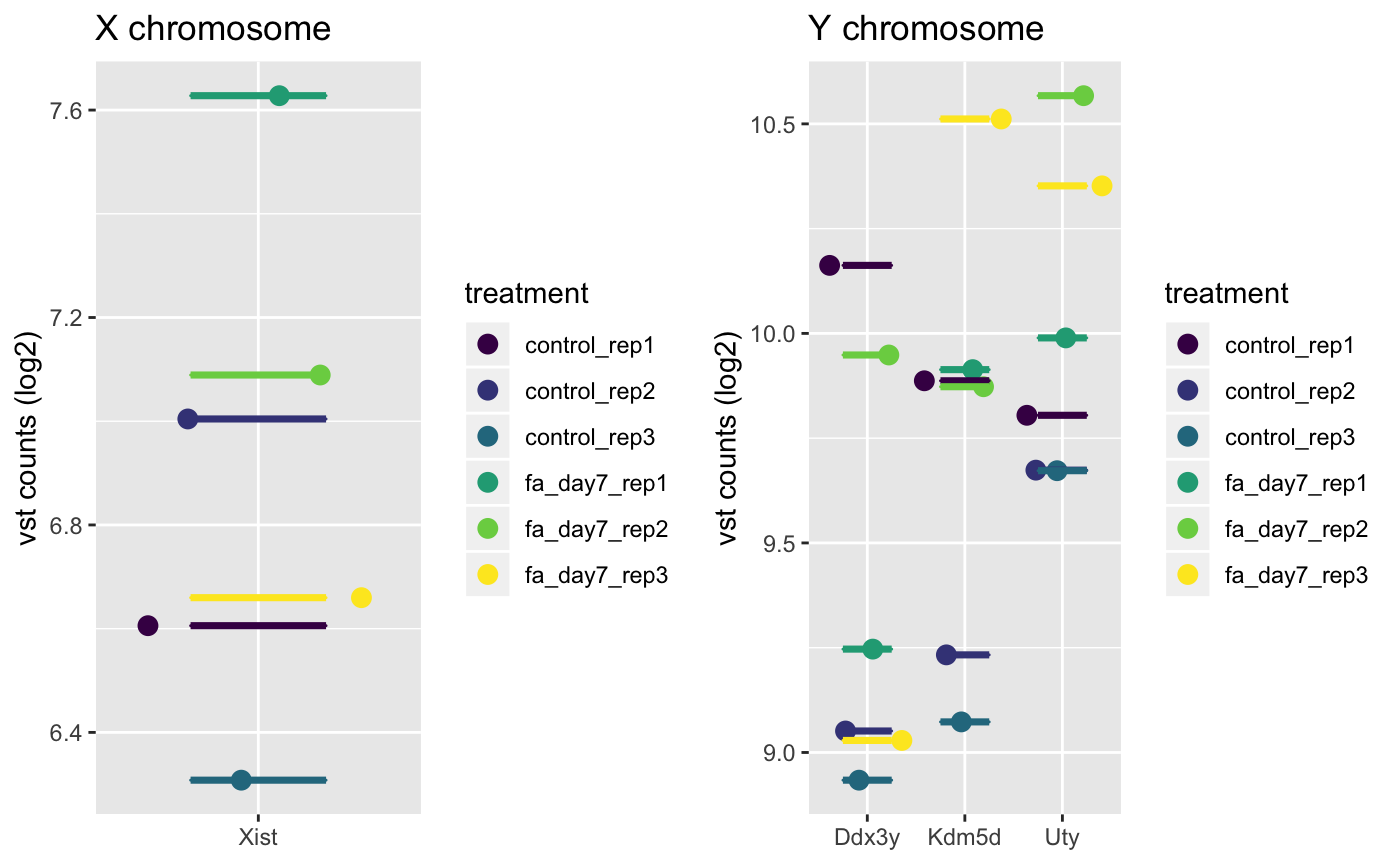 X chromosome
vst counts (log2)
7.6
7.2
6.8
6.4
Xist
treatment
control_rep1
control_rep2
control_rep3
fa_day7_rep1
fa_day7_rep2
fa_day7_rep3
Y chromosome
vst counts (log2)
10.5
10.0
9.5
9.0
Ddx3y
Kdm5d
Uty
treatment
control_rep1
control_rep2
control_rep3
fa_day7_rep1
fa_day7_rep2
fa_day7_rep3